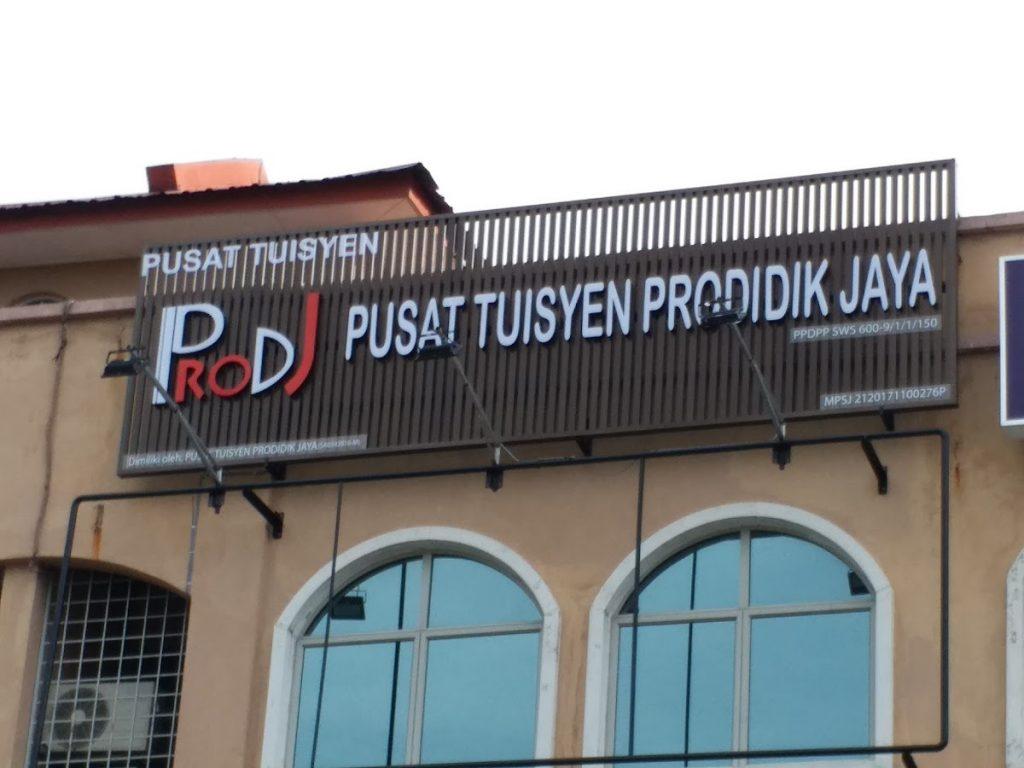 PUSAT TUISYEN
PRODJ
PUSAT TUISYEN PRODIDIK JAYA
PPDPP SWS 600-9/1/1/150
MPSJ 2120171100276P
Dimiliki oleh: TUISYEN PRODIDIK JAYA